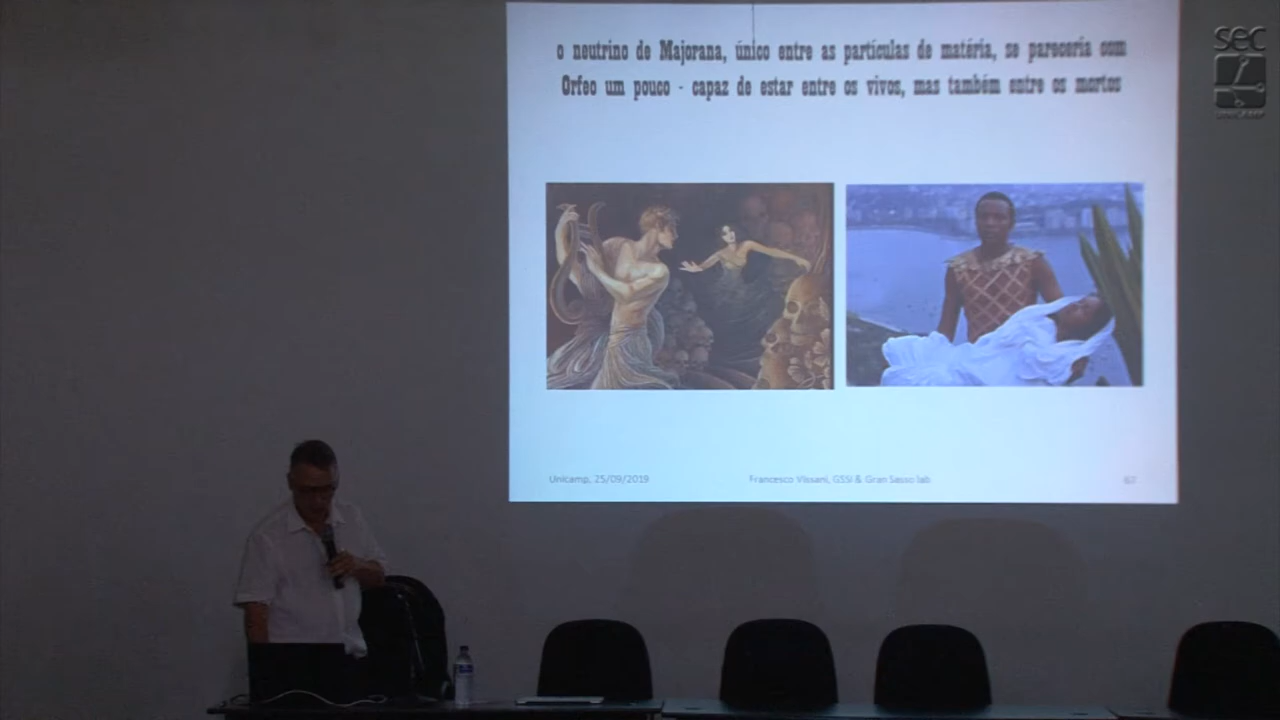 o neutrino de Majorana, único entre as partículas de matéria, se pareceria com
Orfeo um pouco - capaz de estar entre os vivos, mas também entre os mortos
Unicamp, 25/09/2019 Francesco Vissani, GSSI & Gran Sasso lab 67
sec
UNICAMP